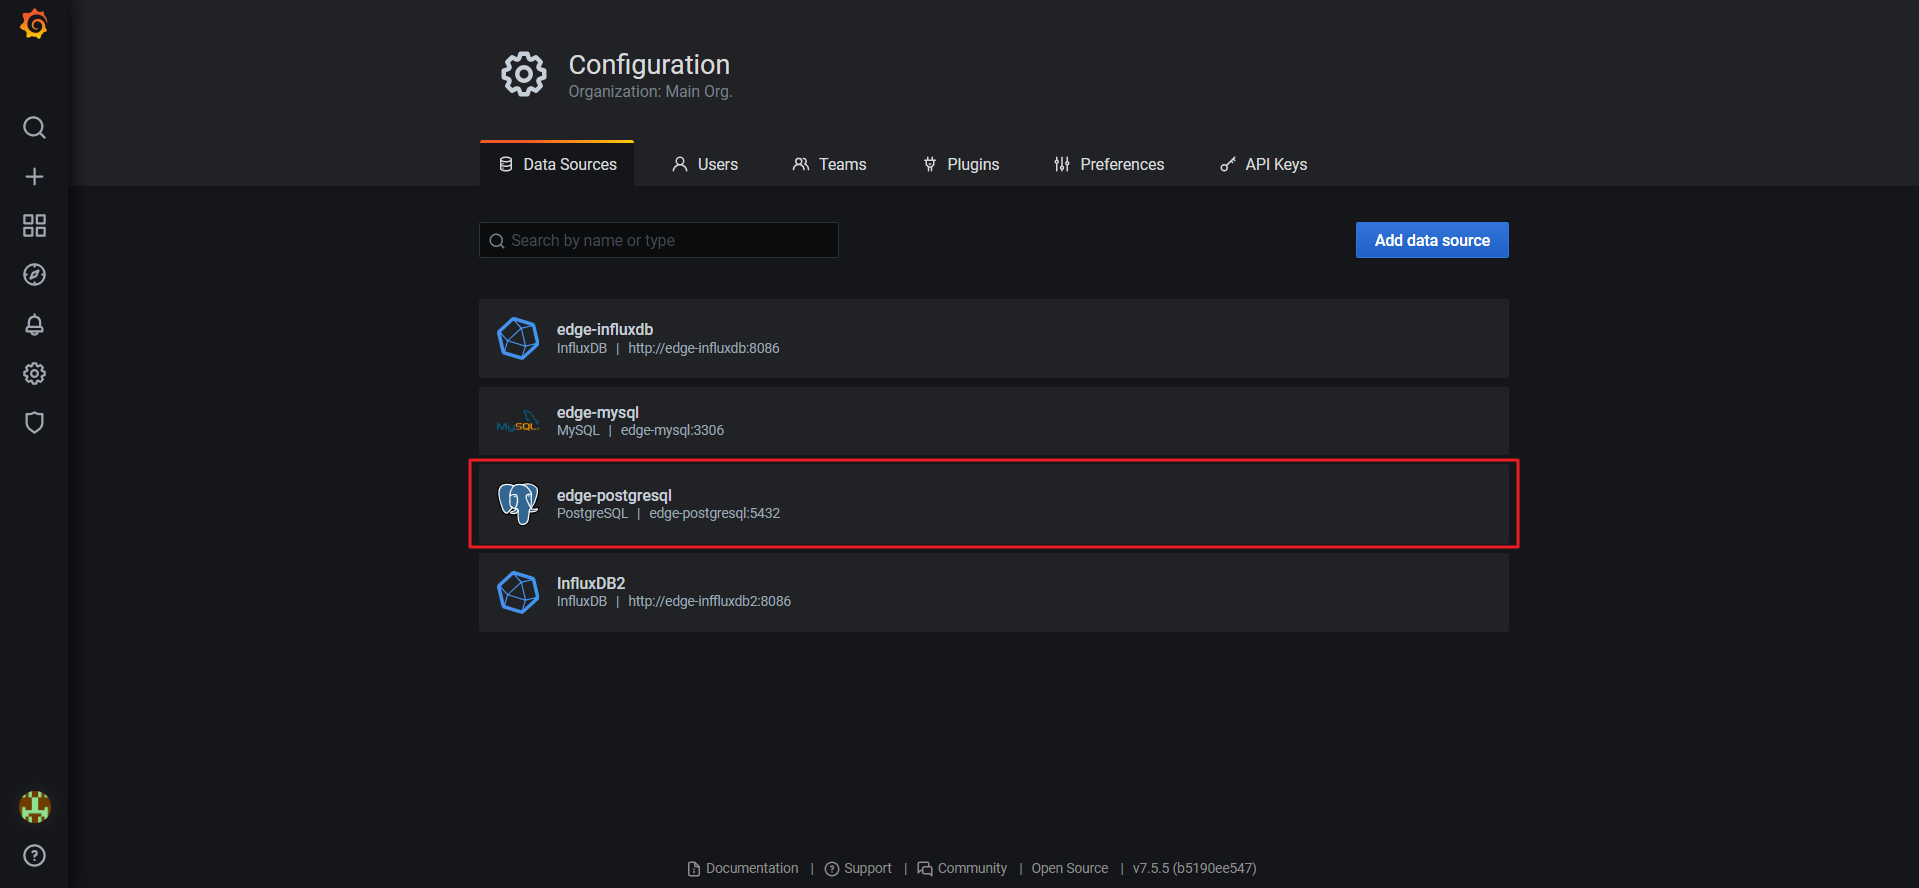 Configuration
Organization: Main Org.
Data Sources
Users
Teams
Plugins
Preferences
API Keys
Search by name or type
Add data source
edge-influxdb
InfluxDB | http://edge-influxdb:8086
MySQL.
edge-mysql
MySQL | edge-mysql:3306
edge-postgresql
PostgreSQL | edge-postgresql:5432
InfluxDB2
InfluxDB | http://edge-inffluxdb2:8086
Documentation | Support | Community | Open Source | v7.5.5 (b5190ee547)